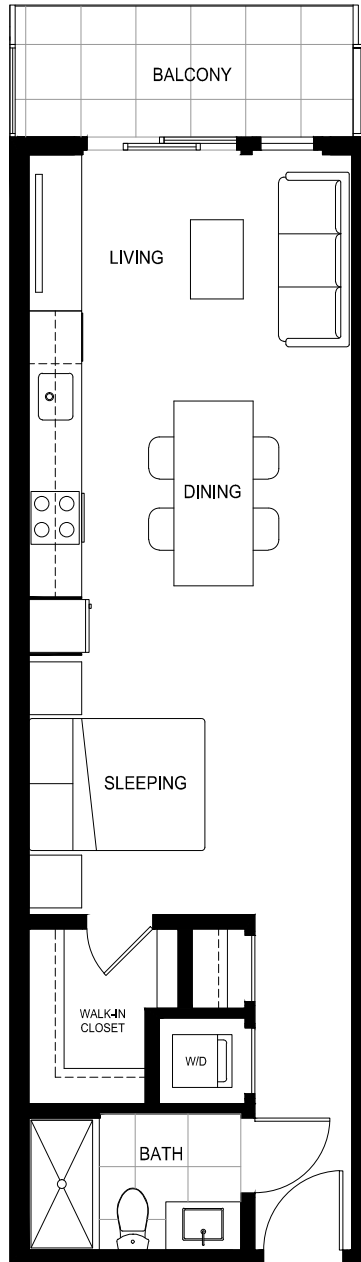 BALCONY
LIVING
DINING
SLEEPING
WALK-IN
CLOSET
W/D
BATH